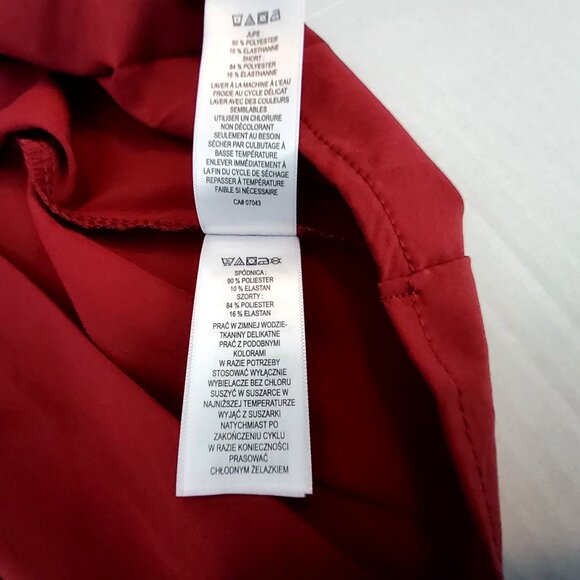 JUPE
90 % POLYESTER
10 % ÉLASTHANNE
SHORT :
84 % POLYESTER
16 % ÉLASTHANNE
LAVER À LA MACHINE À L'EAU
FROIDE AU CYCLE DÉLICAT
LAVER AVEC DES COULEURS
SEMBLABLES
UTILISER UN CHLORURE
NON DÉCOLORANT
SEULEMENT AU BESOIN
SÉCHER PAR CULBUTAGE À
BASSE TEMPÉRATURE
ENLEVER IMMÉDIATEMENT À
LA FIN DU CYCLE DE SÉCHAGE
REPASSER À TEMPÉRATURE
FAIBLE SI NÉCESSAIRE
CA# 07043
SPÓDNICA :
90 % POLIESTER
10 % ELASTAN
SZORTY :
84 % POLIESTER
16 % ELASTAN
PRAĆ W ZIMNEJ WODZIE-
TKANINY DELIKATNE
PRAĆ Z PODOBNYMI
KOLORAMI
W RAZIE POTRZEBY
STOSOWAĆ WYŁĄCZNIE
WYBIELACZE BEZ CHLORU
SUSZYĆ W SUSZARCE W
NAJNIŻSZEJ TEMPERATURZE
WYJĄĆ Z SUSZARKI
NATYCHMIAST PO
ZAKOŃCZENIU CYKLU
W RAZIE KONIECZNOŚCI
PRASOWAĆ
CHŁODNYM ŻELAZKIEM